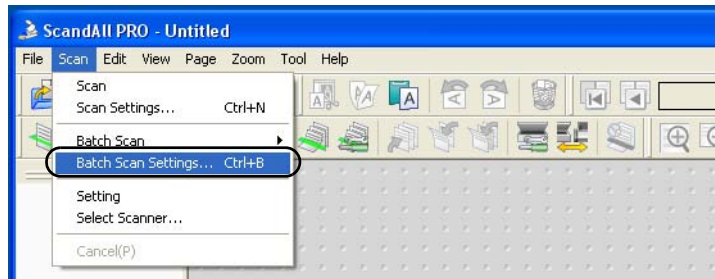 ScandAll PRO - Untitled
File Scan Edit View Page Zoom Tool Help
Scan
Scan Settings... Ctrl+N
Batch Scan
Batch Scan Settings... Ctrl+B
Setting
Select Scanner...
Cancel(P)